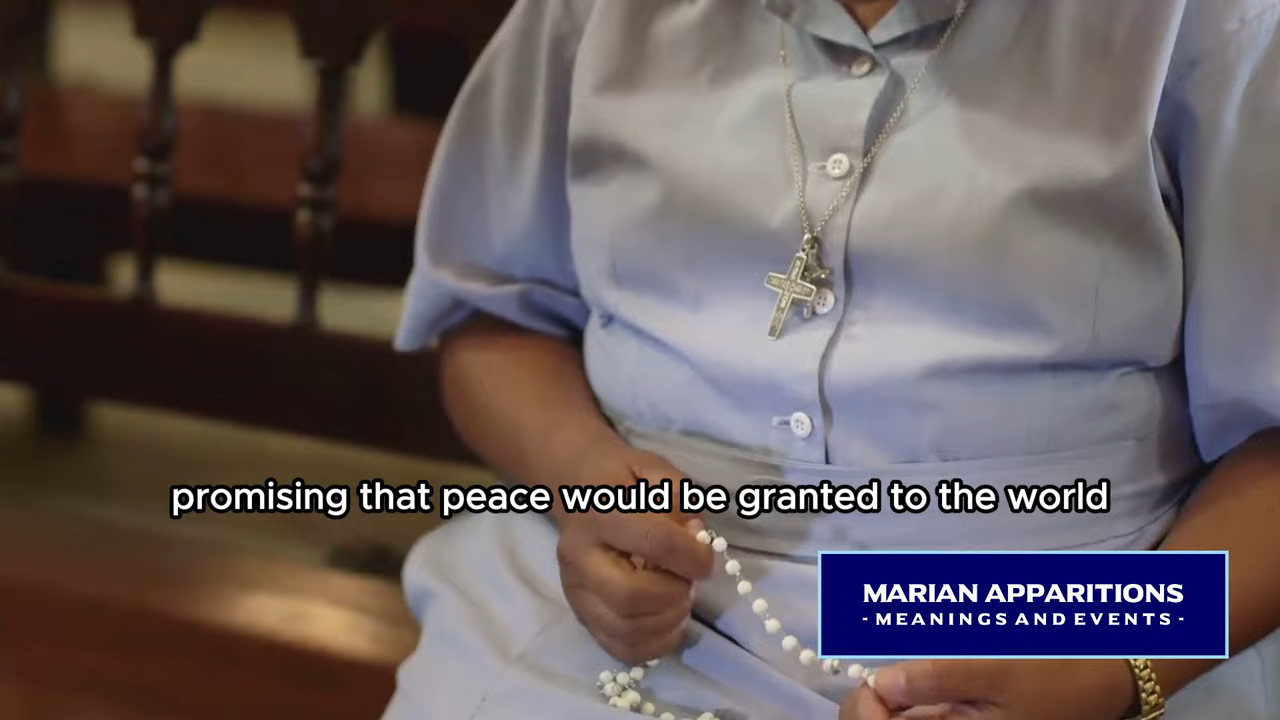 promising that peace would be granted to the world
MARIAN APPARITIONS
- MEANINGS AND EVENTS -